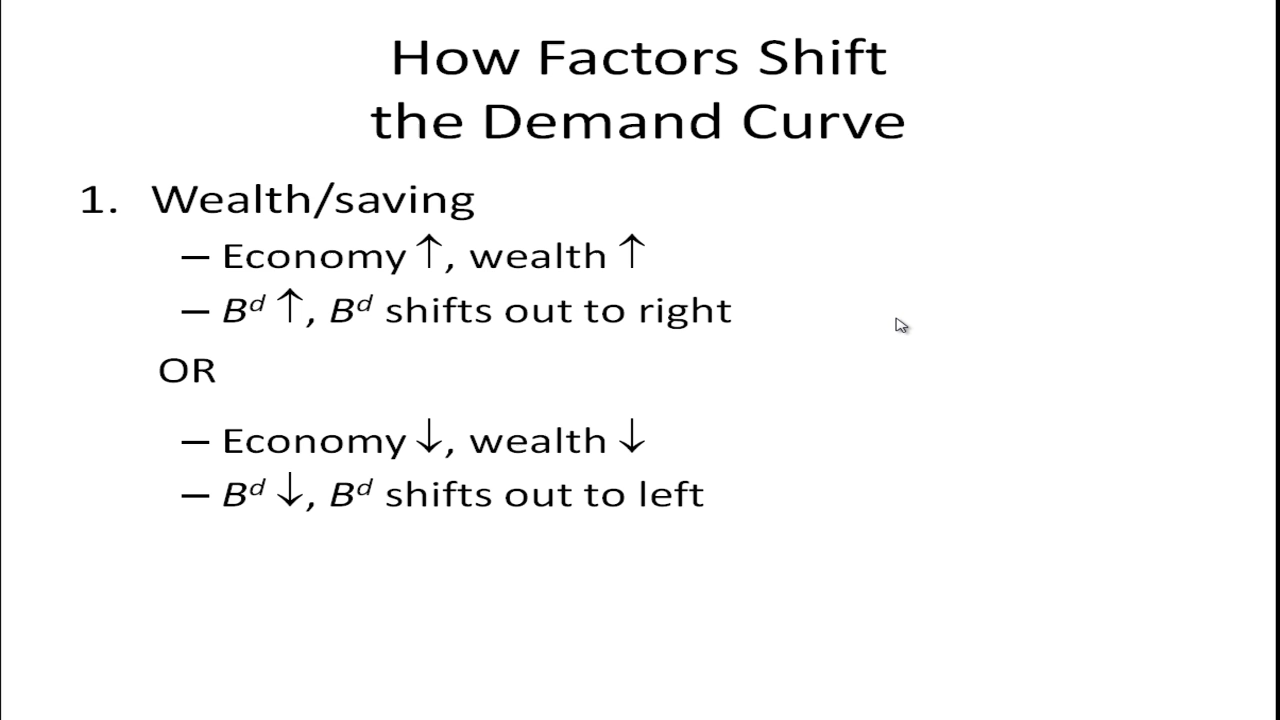 How Factors Shift
the Demand Curve
1. Wealth/saving
– Economy ↑, wealth ↑
– Bᵈ ↑, Bᵈ shifts out to right
OR
– Economy ↓, wealth ↓
– Bᵈ ↓, Bᵈ shifts out to left